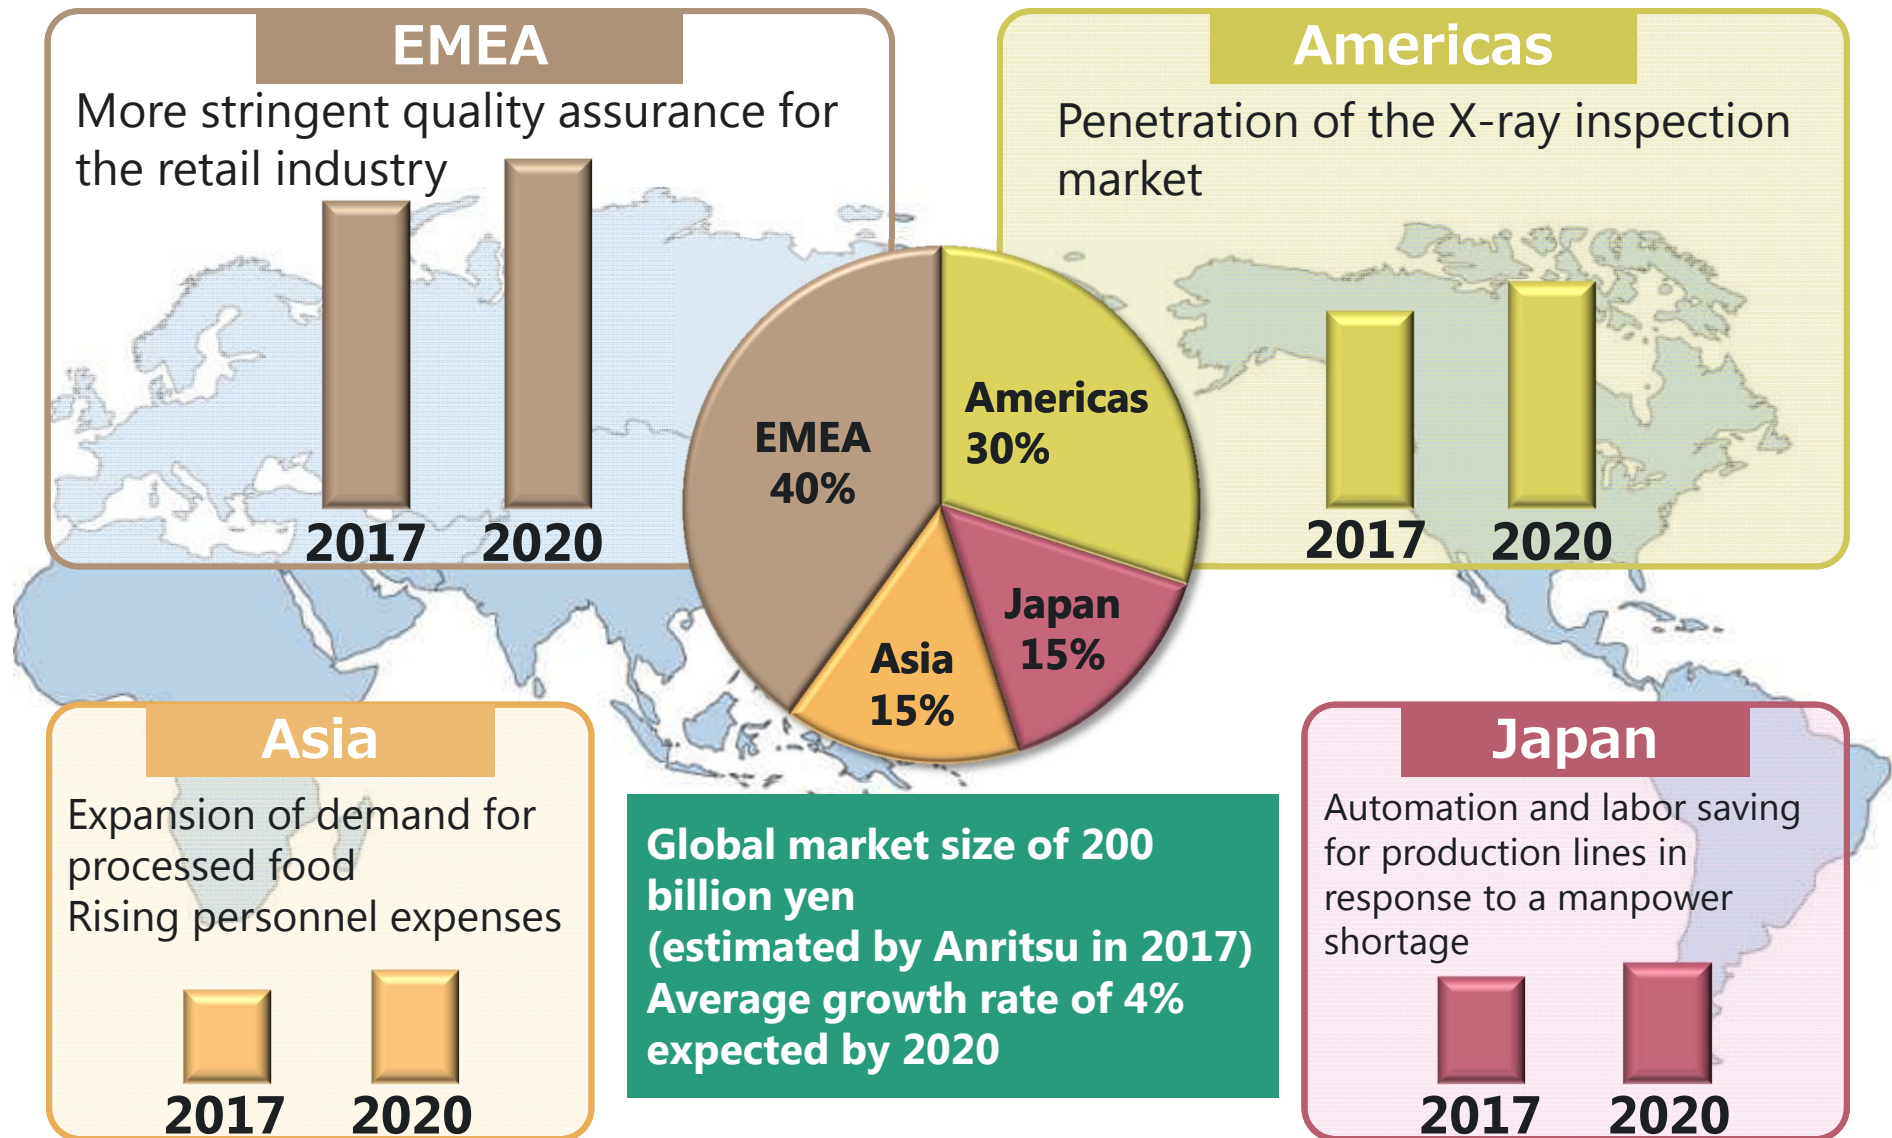 EMEA
More stringent quality assurance for
the retail industry
2017
2020
Americas
Penetration of the X-ray inspection
market
2017
2020
EMEA
40%
Americas
30%
Japan
15%
Asia
15%
Asia
Expansion of demand for
processed food
Rising personnel expenses
2017
2020
Global market size of 200
billion yen
(estimated by Anritsu in 2017)
Average growth rate of 4%
expected by 2020
Japan
Automation and labor saving
for production lines in
response to a manpower
shortage
2017
2020